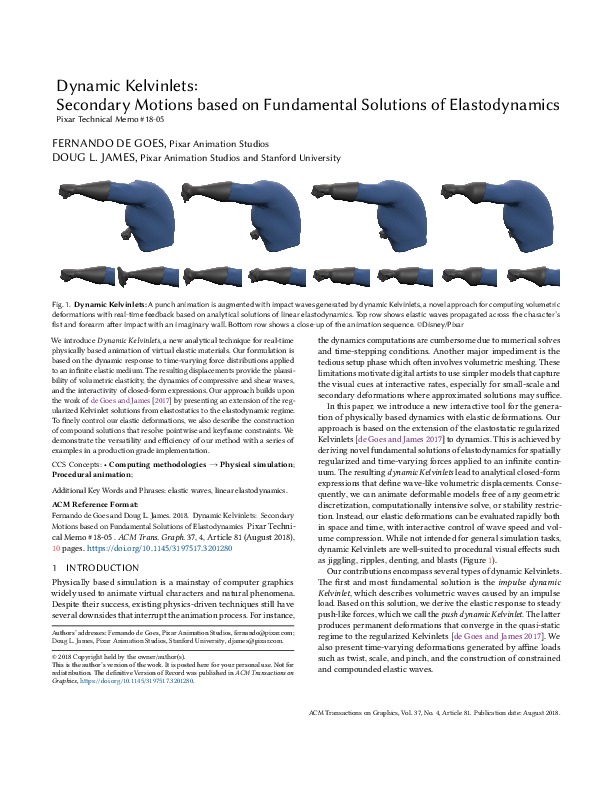 Dynamic Kelvinlets:
Secondary Motions based on Fundamental Solutions of Elastodynamics
Pixar Technical Memo # 18-05
FERNANDO DE GOES, Pixar Animation Studios
DOUG L. JAMES, Pixar Animation Studios and Stanford University
Fig. 1. Dynamic Kelvinlets: A punch animation is augmented with impact waves generated by dynamic Kelvinlets, a novel approach for computing volumetric
deformations with real-time feedback based on analytical solutions of linear elastodynamics. Top row shows elastic waves propagated across the character's
fist and forearm after impact with an imaginary wall. Bottom row shows a close-up of the animation sequence. ©Disney/Pixar
We introduce Dynamic Kelvinlets, a new analytical technique for real-time
physically based animation of virtual elastic materials. Our formulation is
based on the dynamic response to time-varying force distributions applied
to an infinite elastic medium. The resulting displacements provide the plausi-
bility of volumetric elasticity, the dynamics of compressive and shear waves,
and the interactivity of closed-form expressions. Our approach builds upon
the work of de Goes and James [2017] by presenting an extension of the reg-
ularized Kelvinlet solutions from elastostatics to the elastodynamic regime.
To finely control our elastic deformations, we also describe the construction
of compound solutions that resolve pointwise and keyframe constraints. We
demonstrate the versatility and efficiency of our method with a series of
examples in a production grade implementation.
CCS Concepts: • Computing methodologies → Physical simulation;
Procedural animation;
Additional Key Words and Phrases: elastic waves, linear elastodynamics.
ACM Reference Format:
Fernando de Goes and Doug L. James. 2018. Dynamic Kelvinlets: Secondary
Motions based on Fundamental Solutions of Elastodynamics Pixar Techni-
cal Memo # 18-05 . ACM Trans. Graph. 37, 4, Article 81 (August 2018),
10 pages. https://doi.org/10.1145/3197517.3201280
1 INTRODUCTION
Physically based simulation is a mainstay of computer graphics
widely used to animate virtual characters and natural phenomena.
Despite their success, existing physics-driven techniques still have
several downsides that interrupt the animation process. For instance,
Authors' addresses: Fernando de Goes, Pixar Animation Studios, fernando@pixar.com;
Doug L. James, Pixar Animation Studios, Stanford University, djames@pixar.com.
© 2018 Copyright held by the owner/author(s).
This is the author's version of the work. It is posted here for your personal use. Not for
redistribution. The definitive Version of Record was published in ACM Transactions on
Graphics, https://doi.org/10.1145/3197517.3201280.
the dynamics computations are cumbersome due to numerical solves
and time-stepping conditions. Another major impediment is the
tedious setup phase which often involves volumetric meshing. These
limitations motivate digital artists to use simpler models that capture
the visual cues at interactive rates, especially for small-scale and
secondary deformations where approximated solutions may suffice.
In this paper, we introduce a new interactive tool for the genera-
tion of physically based dynamics with elastic deformations. Our
approach is based on the extension of the elastostatic regularized
Kelvinlets [de Goes and James 2017] to dynamics. This is achieved by
deriving novel fundamental solutions of elastodynamics for spatially
regularized and time-varying forces applied to an infinite contin-
uum. The resulting dynamic Kelvinlets lead to analytical closed-form
expressions that define wave-like volumetric displacements. Conse-
quently, we can animate deformable models free of any geometric
discretization, computationally intensive solve, or stability restric-
tion. Instead, our elastic deformations can be evaluated rapidly both
in space and time, with interactive control of wave speed and vol-
ume compression. While not intended for general simulation tasks,
dynamic Kelvinlets are well-suited to procedural visual effects such
as jiggling, ripples, denting, and blasts (Figure 1).
Our contributions encompass several types of dynamic Kelvinlets.
The first and most fundamental solution is the impulse dynamic
Kelvinlet, which describes volumetric waves caused by an impulse
load. Based on this solution, we derive the elastic response to steady
push-like forces, which we call the push dynamic Kelvinlet. The latter
produces permanent deformations that converge in the quasi-static
regime to the regularized Kelvinlets [de Goes and James 2017]. We
also present time-varying deformations generated by affine loads
such as twist, scale, and pinch, and the construction of constrained
and compounded elastic waves.
ACM Transactions on Graphics, Vol. 37, No. 4, Article 81. Publication date: August 2018.